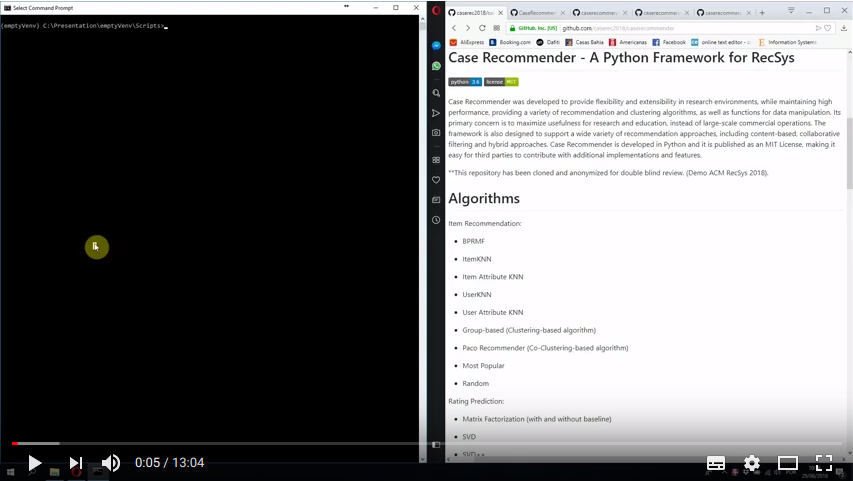 Select Command Prompt
(emptyVenv) C:\Presentation\emptyVenv\Scripts>
caserec2018/ca
CaseRecommende
caserecommend
caserecommend
caserecommend
GitHub, Inc. [US] github.com/caserec2018/caserecommender
AliExpress Booking.com Dafiti Casas Bahia Americanas Facebook online text editor - c Information Systems
Case Recommender - A Python Framework for RecSys
python 3.6 license MIT
Case Recommender was developed to provide flexibility and extensibility in research environments, while maintaining high
performance, providing a variety of recommendation and clustering algorithms, as well as functions for data manipulation. Its
primary concern is to maximize usefulness for research and education, instead of large-scale commercial operations. The
framework is also designed to support a wide variety of recommendation approaches, including content-based, collaborative
filtering and hybrid approaches. Case Recommender is developed in Python and it is published as an MIT License, making it
easy for third parties to contribute with additional implementations and features.
**This repository has been cloned and anonymized for double blind review. (Demo ACM RecSys 2018).
Algorithms
Item Recommendation:
BPRMF
ItemKNN
Item Attribute KNN
UserKNN
User Attribute KNN
Group-based (Clustering-based algorithm)
Paco Recommender (Co-Clustering-based algorithm)
Most Popular
Random
Rating Prediction:
Matrix Factorization (with and without baseline)
SVD
SVD++
0:05 / 13:04